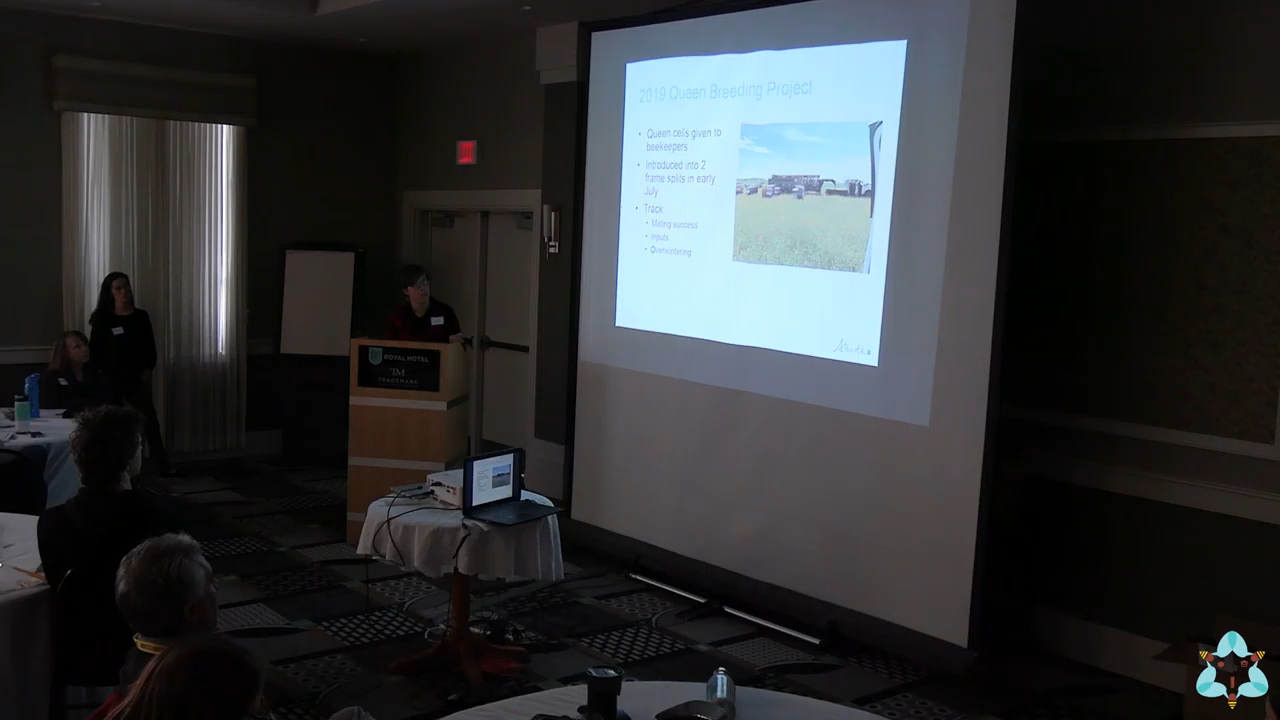 2019 Queen Breeding Project
• Queen cells given to
beekeepers
• Introduced into 2
frame splits in early
July
• Track
• Mating success
• Inputs
• Overwintering
Alberta
ROYAL HOTEL
TM
TRADEMARK